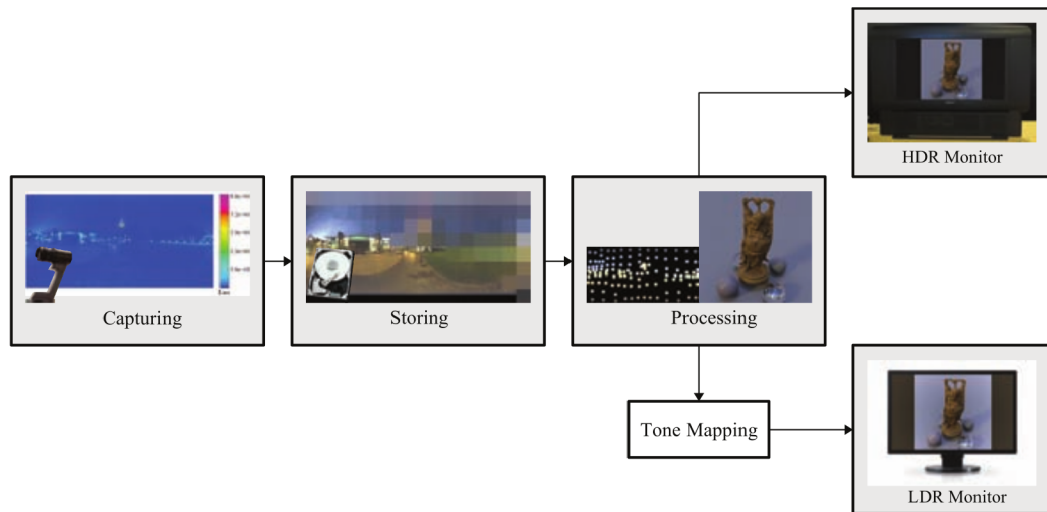 HDR Monitor
Capturing
Storing
Processing
Tone Mapping
LDR Monitor